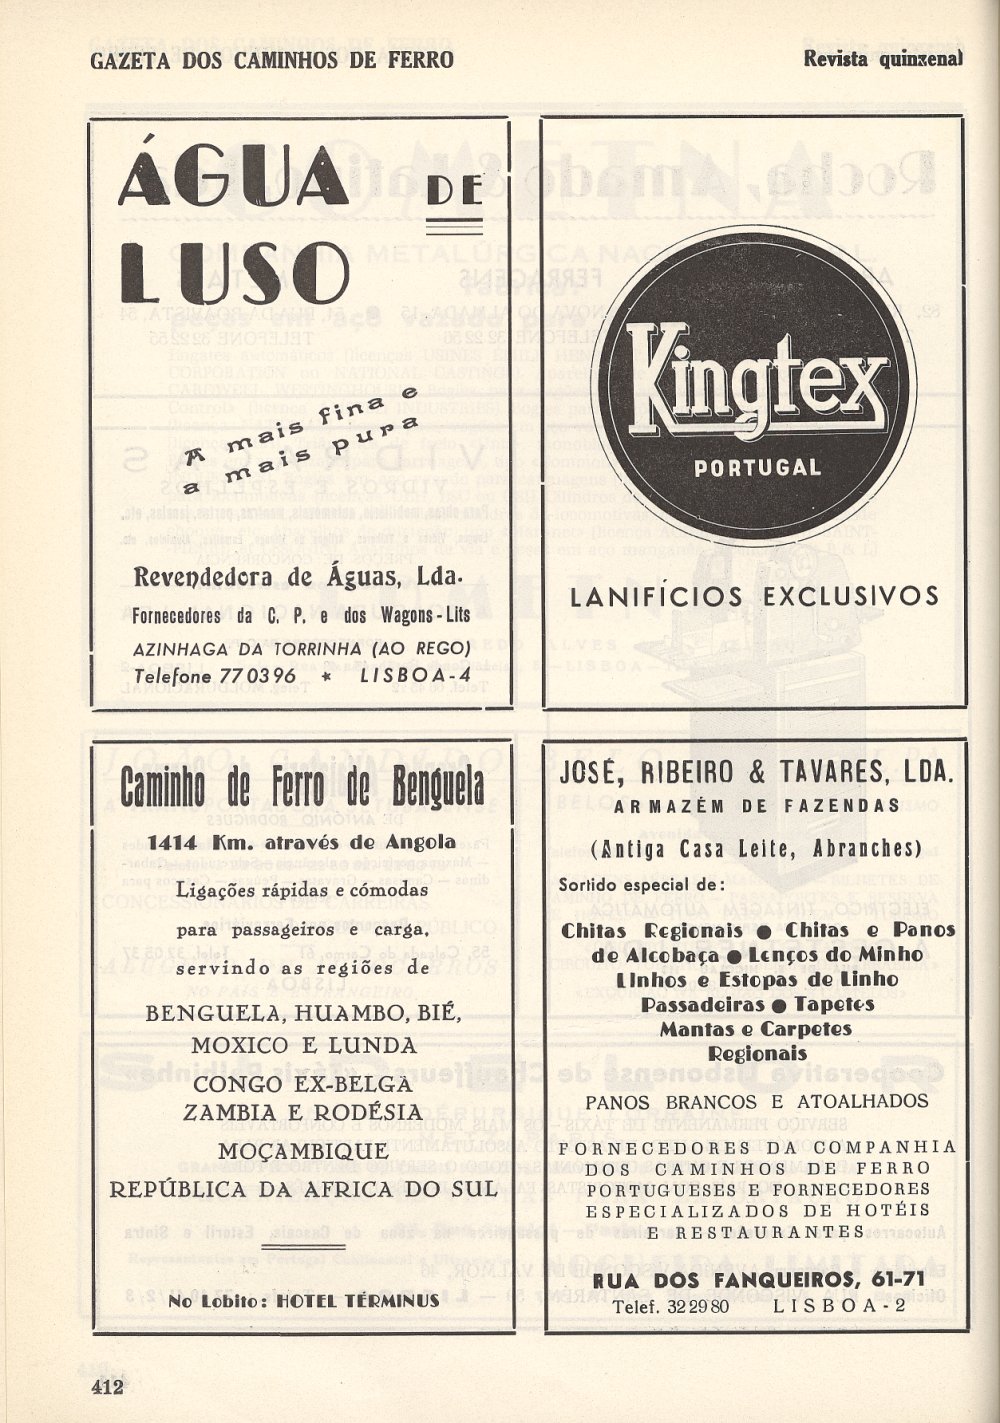 GAZETA DOS CAMINHOS DE FERRO
Revista quinzenal
ÁGUA DE
LUSO
A mais fina e
a mais pura
Revendedora de Águas, Lda.
Fornecedores da C. P. e dos Wagons-Lits
AZINHAGA DA TORRINHA (AO REGO)
Telefone 770396 * LISBOA-4
Kingtex
PORTUGAL
LANIFÍCIOS EXCLUSIVOS
Caminho de Ferro de Benguela
1414 Km. através de Angola
Ligações rápidas e cómodas
para passageiros e carga,
servindo as regiões de
BENGUELA, HUAMBO, BIÉ,
MOXICO E LUNDA
CONGO EX-BELGA
ZAMBIA E RODÉSIA
MOÇAMBIQUE
REPÚBLICA DA AFRICA DO SUL
No Lobito: HOTEL TÉRMINUS
JOSÉ, RIBEIRO & TAVARES, LDA.
ARMAZÉM DE FAZENDAS
(Antiga Casa Leite, Abranches)
Sortido especial de:
Chitas Regionais ● Chitas e Panos
de Alcobaça ● Lenços do Minho
Linhos e Estopas de Linho
Passadeiras ● Tapetes
Mantas e Carpetes
Regionais
PANOS BRANCOS E ATOALHADOS
FORNECEDORES DA COMPANHIA
DOS CAMINHOS DE FERRO
PORTUGUESES E FORNECEDORES
ESPECIALIZADOS DE HOTÉIS
E RESTAURANTES
RUA DOS FANQUEIROS, 61-71
Telef. 322980 LISBOA-2
412